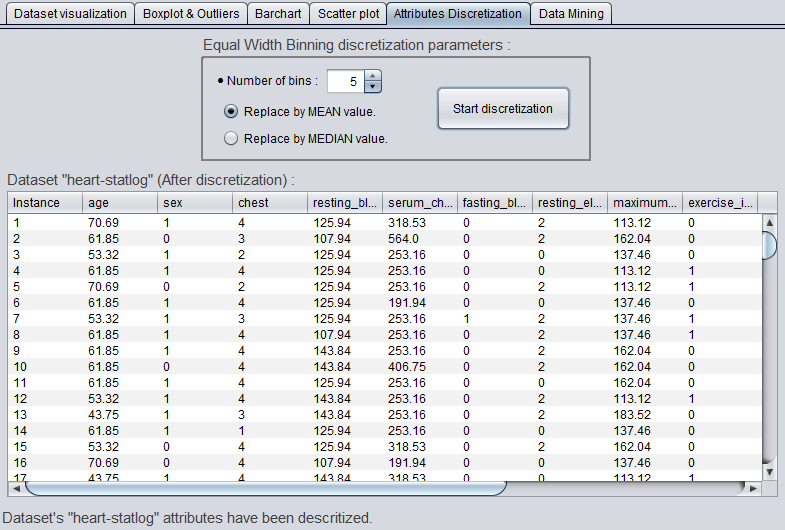 Dataset visualization Boxplot & Outliers Barchart Scatter plot Attributes Discretization Data Mining
Equal Width Binning discretization parameters :
• Number of bins : 5
Replace by MEAN value.
Start discretization
Replace by MEDIAN value.
Dataset "heart-statlog" (After discretization) :
Instance age sex chest resting_bl... serum_ch... fasting_bl... resting_el... maximum... exercise_i...
1 70.69 1 4 125.94 318.53 0 2 113.12 0
2 61.85 0 3 107.94 564.0 0 2 162.04 0
3 53.32 1 2 125.94 253.16 0 0 137.46 0
4 61.85 1 4 125.94 253.16 0 0 113.12 1
5 70.69 0 2 125.94 253.16 0 2 113.12 1
6 61.85 1 4 125.94 191.94 0 0 137.46 0
7 53.32 1 3 125.94 253.16 1 2 137.46 1
8 61.85 1 4 107.94 253.16 0 2 137.46 1
9 61.85 1 4 143.84 253.16 0 2 162.04 0
10 61.85 0 4 143.84 406.75 0 2 162.04 0
11 61.85 1 4 125.94 253.16 0 0 162.04 0
12 53.32 1 4 143.84 253.16 0 2 113.12 1
13 43.75 1 3 143.84 253.16 0 2 183.52 0
14 61.85 1 1 125.94 253.16 0 0 137.46 0
15 53.32 0 4 125.94 318.53 0 2 162.04 0
16 70.69 0 4 107.94 191.94 0 0 137.46 0
17 43.75 1 4 143.84 318.53 0 0 113.12 1
Dataset's "heart-statlog" attributes have been descritized.